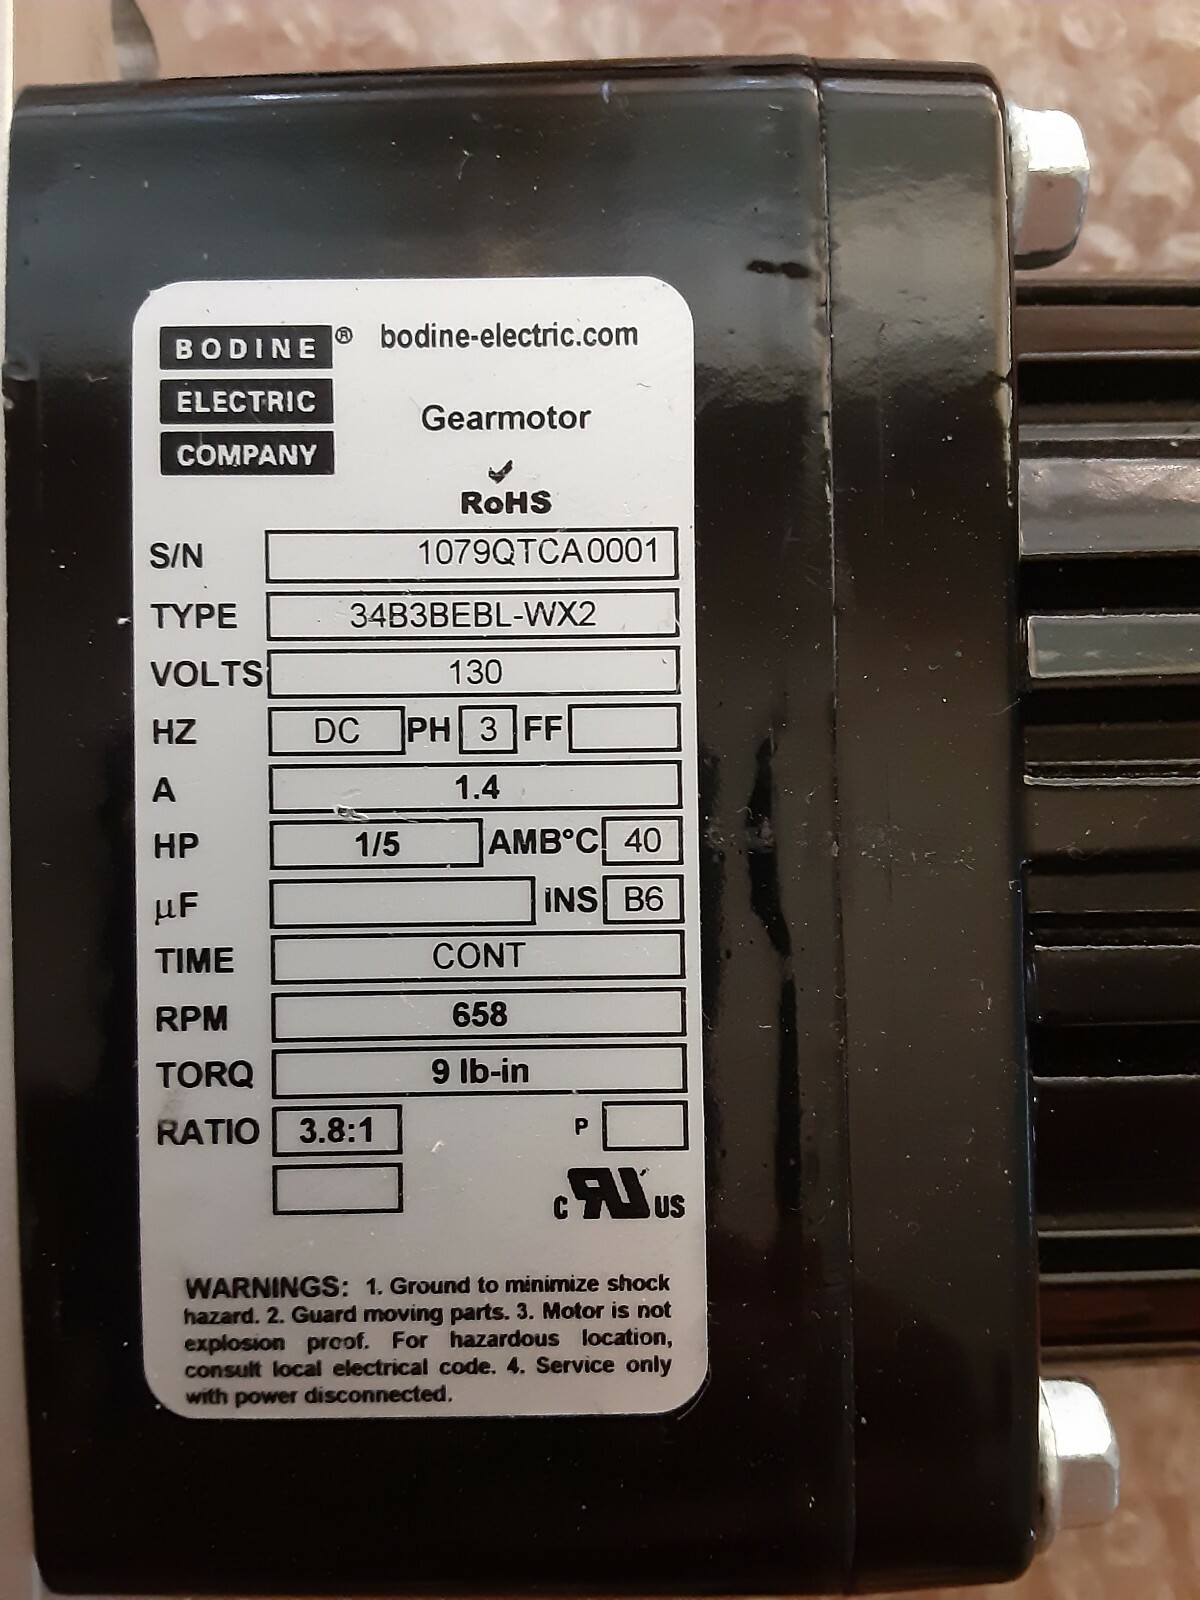 BODINE ® bodine-electric.com
ELECTRIC
COMPANY
Gearmotor
RoHS
S/N 1079QTCA0001
TYPE 34B3BEBL-WX2
VOLTS 130
HZ DC PH 3 FF
A 1.4
HP 1/5 AMB°C 40
µF INS B6
TIME CONT
RPM 658
TORQ 9 lb-in
RATIO 3.8:1 P
c RU US
WARNINGS: 1. Ground to minimize shock
hazard. 2. Guard moving parts. 3. Motor is not
explosion proof. For hazardous location,
consult local electrical code. 4. Service only
with power disconnected.